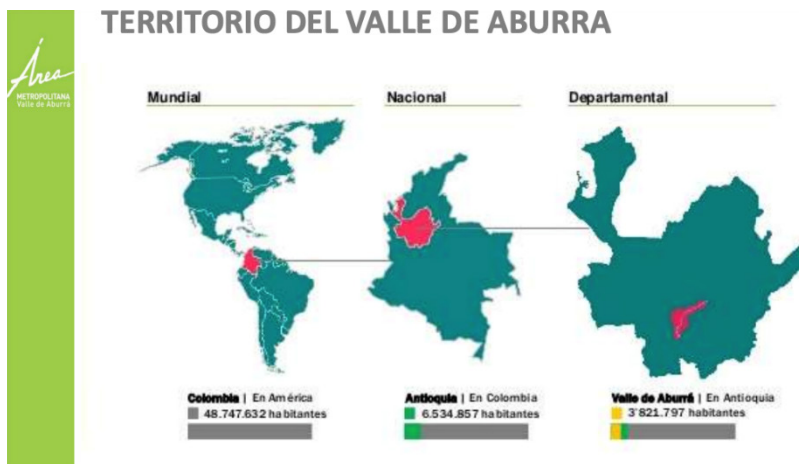 TERRITORIO DEL VALLE DE ABURRA
Área
METROPOLITANA
Valle de Aburrá
Mundial
Nacional
Departamental
Colombia | En América
48.747.632 habitantes
Antioquia | En Colombia
6.534.857 habitantes
Valle de Aburrá | En Antioquia
3'821.797 habitantes